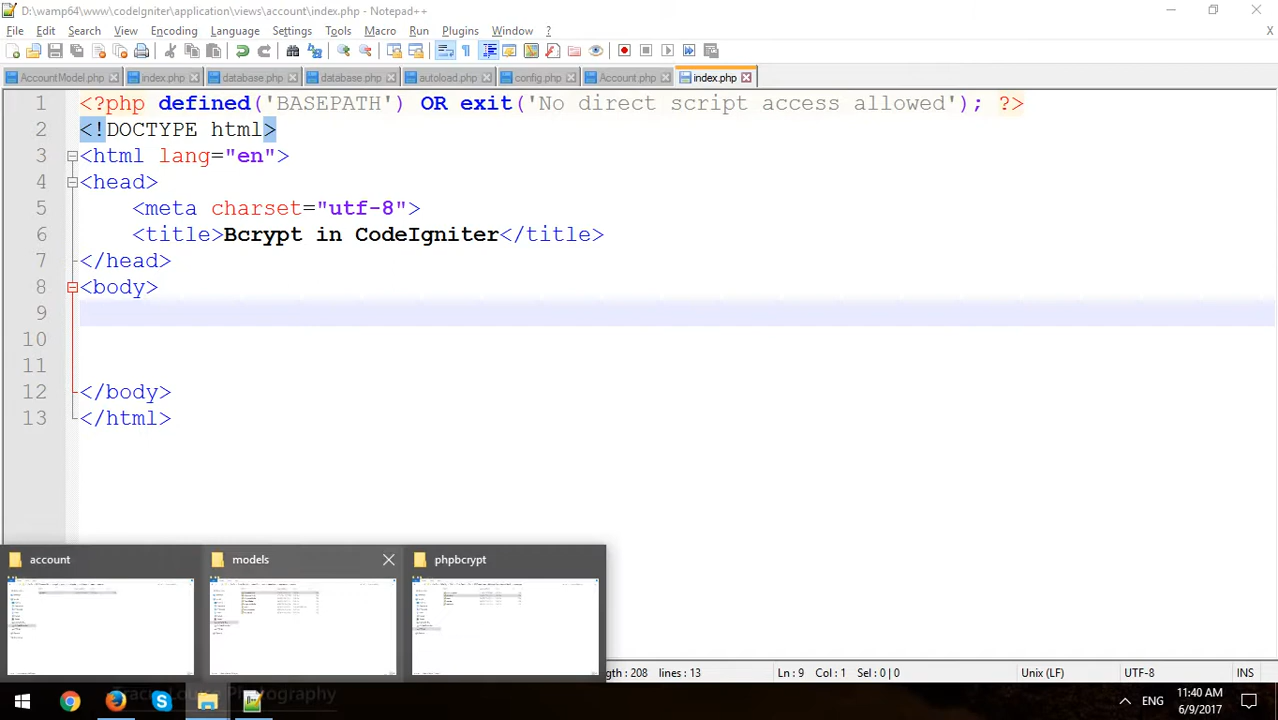 D:\wamp64\www\codeIgniter\application\views\account\index.php - Notepad++
File Edit Search View Encoding Language Settings Tools Macro Run Plugins Window ? X
AccountModel.php index.php database.php database.php autoload.php config.php Account.php index.php
1 <?php defined('BASEPATH') OR exit('No direct script access allowed'); ?>
2 <!DOCTYPE html>
3 <html lang="en">
4 <head>
5 <meta charset="utf-8">
6 <title>Bcrypt in CodeIgniter</title>
7 </head>
8 <body>
9
10
11
12 </body>
13 </html>
account models phpbcrypt
gth : 208 lines : 13 Ln : 9 Col : 1 Sel : 0 | 0 Unix (LF) UTF-8 INS
Photography
ENG 11:40 AM
6/9/2017